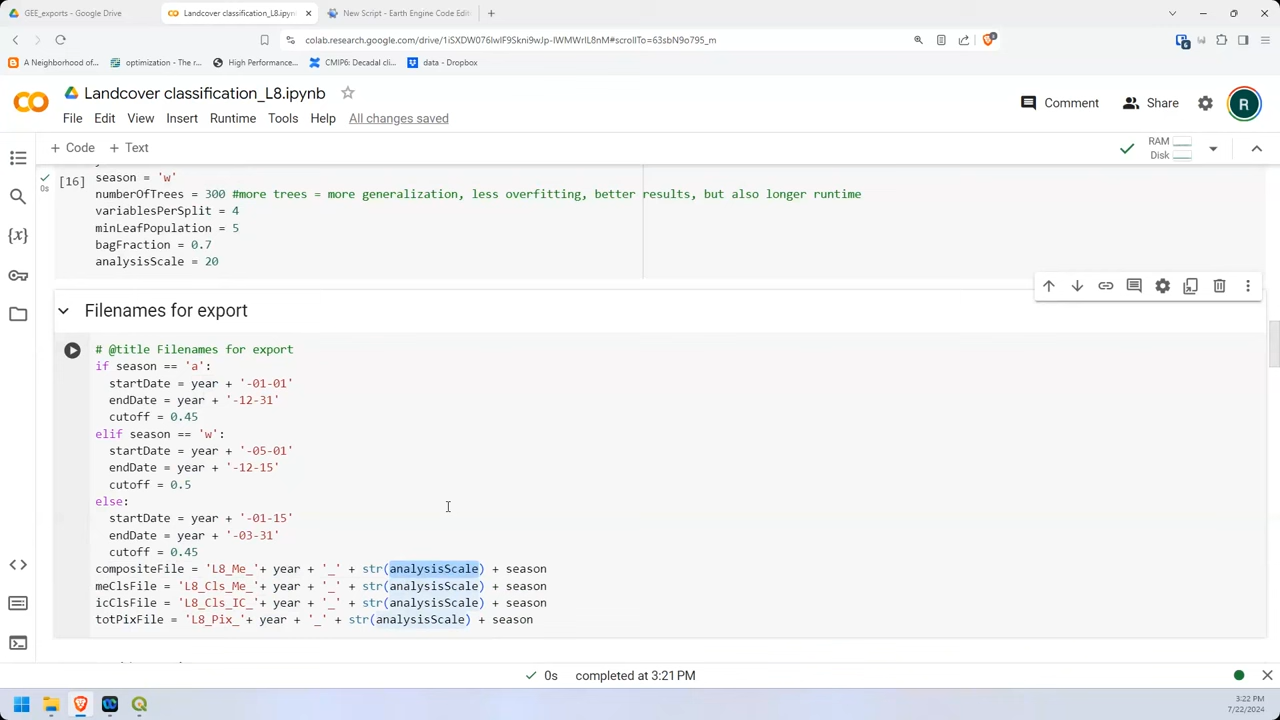 GEE_exports - Google Drive
Landcover classification_L8.ipyn
New Script - Earth Engine Code Edit
colab.research.google.com/drive/1iSXDW076lwIF9Skni9wJp-IWMWrlL8nM#scrollTo=63sbN9o795_m
A Neighborhood of...
optimization - The r...
High Performance...
CMIP6: Decadal cli...
data - Dropbox
Landcover classification_L8.ipynb
Comment
Share
R
File Edit View Insert Runtime Tools Help All changes saved
+ Code + Text
RAM
Disk
[16]
0s
season = 'w'
numberOfTrees = 300 #more trees = more generalization, less overfitting, better results, but also longer runtime
variablesPerSplit = 4
minLeafPopulation = 5
bagFraction = 0.7
analysisScale = 20
Filenames for export
# @title Filenames for export
if season == 'a':
startDate = year + '-01-01'
endDate = year + '-12-31'
cutoff = 0.45
elif season == 'w':
startDate = year + '-05-01'
endDate = year + '-12-15'
cutoff = 0.5
else:
startDate = year + '-01-15'
endDate = year + '-03-31'
cutoff = 0.45
compositeFile = 'L8_Me_'+ year + '_' + str(analysisScale) + season
meClsFile = 'L8_Cls_Me_'+ year + '_' + str(analysisScale) + season
icClsFile = 'L8_Cls_IC_'+ year + '_' + str(analysisScale) + season
totPixFile = 'L8_Pix_'+ year + '_' + str(analysisScale) + season
0s completed at 3:21 PM
3:22 PM
7/22/2024